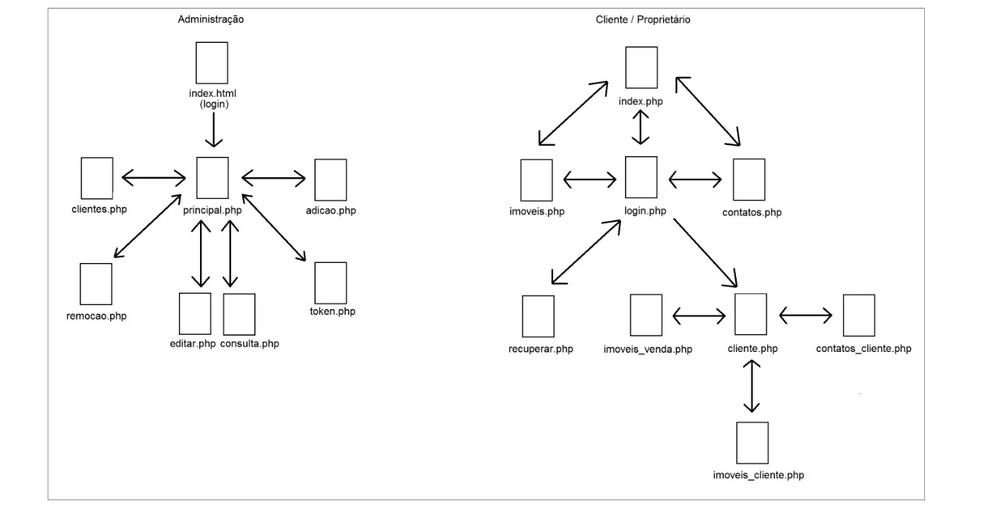 Administração
index.html
(login)
clientes.php
principal.php
adicao.php
remocao.php
editar.php
consulta.php
token.php
Cliente / Proprietário
index.php
imoveis.php
login.php
contatos.php
recuperar.php
imoveis_venda.php
cliente.php
contatos_cliente.php
imoveis_cliente.php